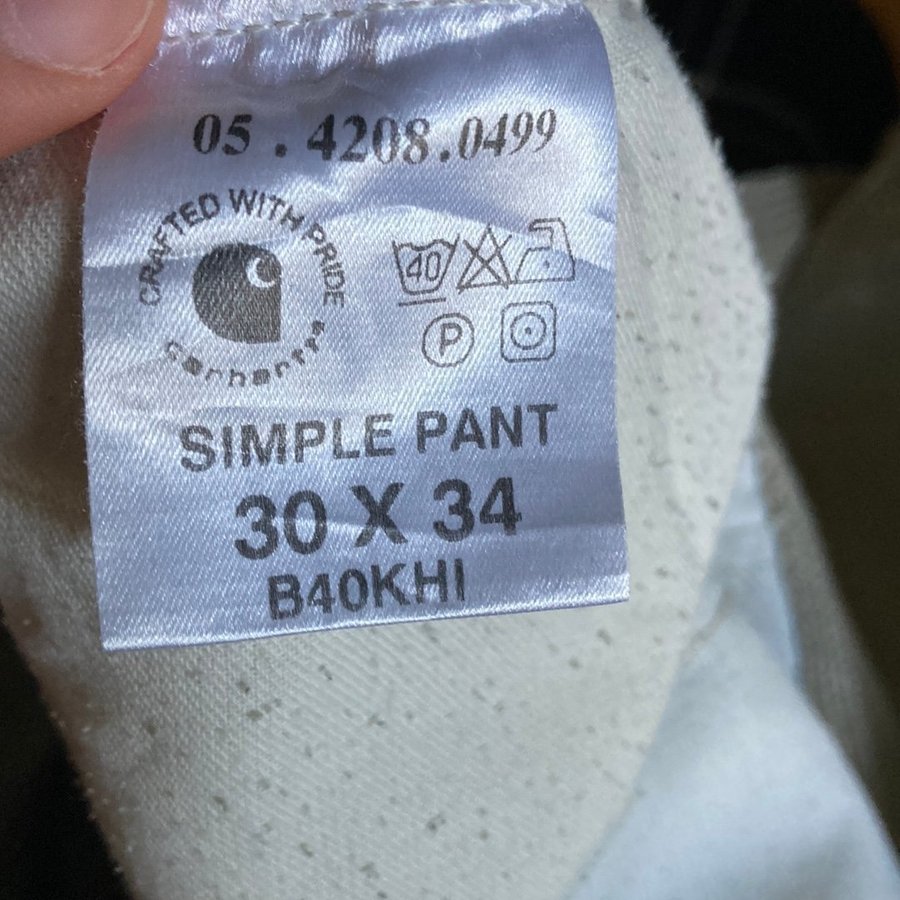 05 . 4208.0499
CRAFTED WITH PRIDE
carhartt
40
P
SIMPLE PANT
30 X 34
B40KHI